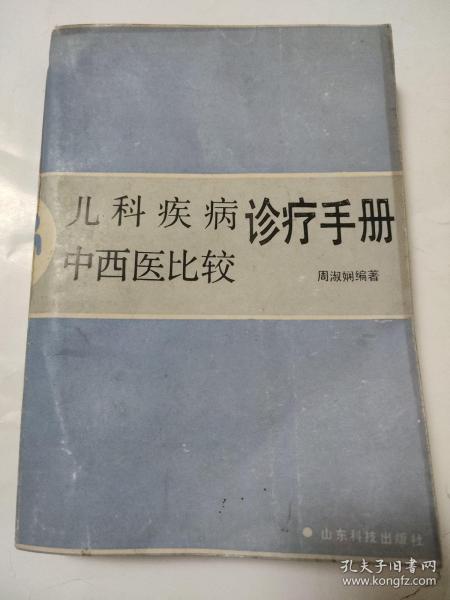 儿科疾病
中西医比较
诊疗手册
周淑娴编著
山东科技出版社
孔夫子旧书网
www.kongfz.com